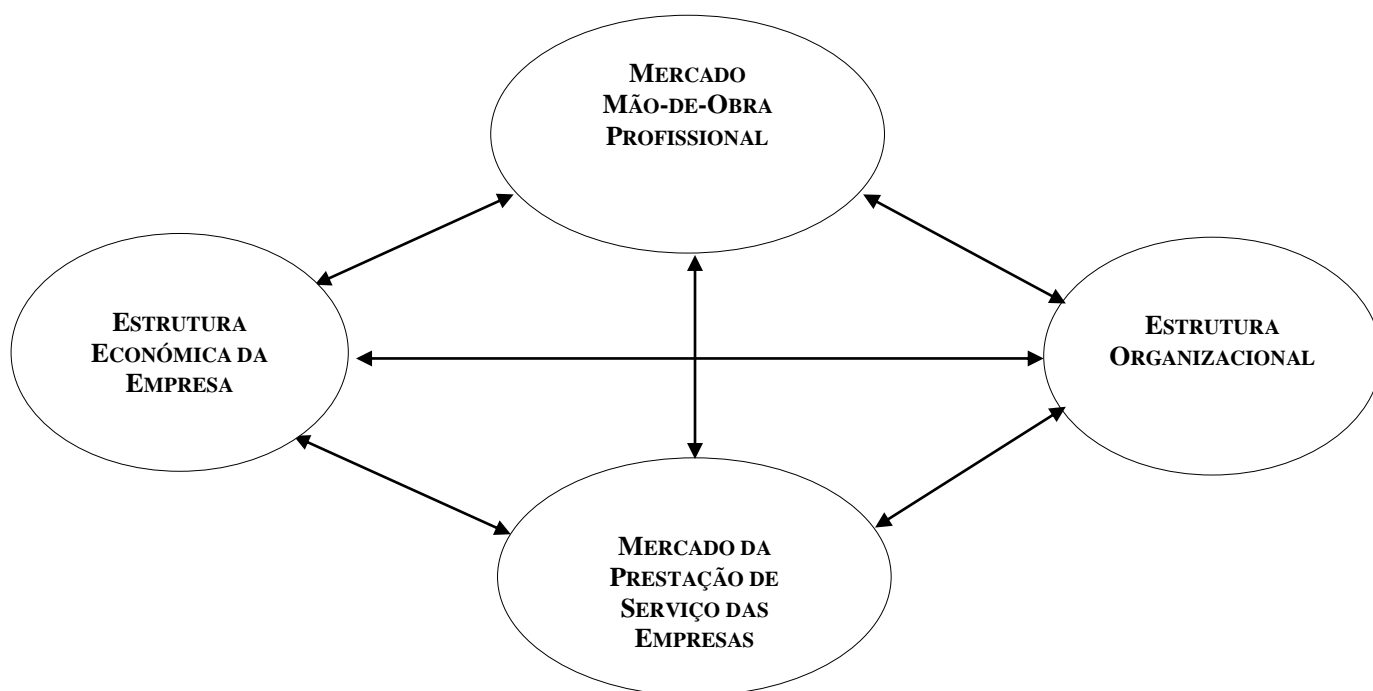 MERCADO
MÃO-DE-OBRA
PROFISSIONAL
ESTRUTURA
ECONÓMICA DA
EMPRESA
ESTRUTURA
ORGANIZACIONAL
MERCADO DA
PRESTAÇÃO DE
SERVIÇO DAS
EMPRESAS